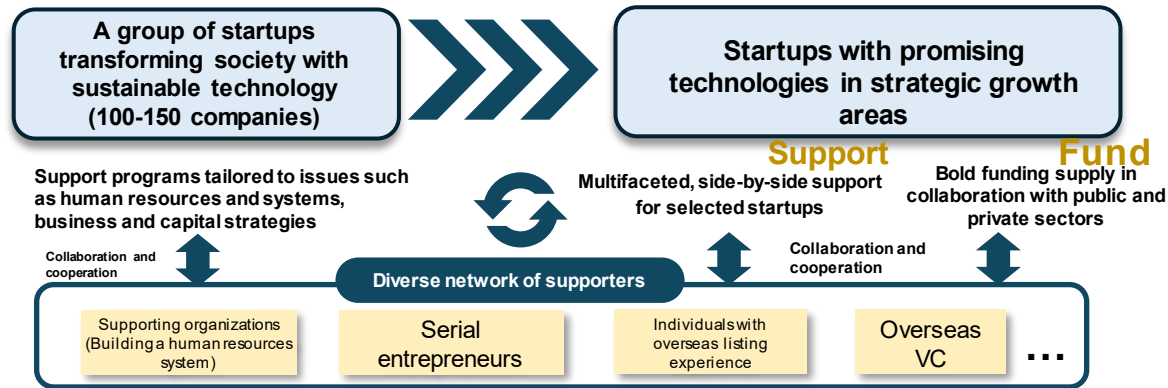 A group of startups
transforming society with
sustainable technology
(100-150 companies)
Startups with promising
technologies in strategic growth
areas
Support programs tailored to issues such
as human resources and systems,
business and capital strategies
Support
Multifaceted, side-by-side support
for selected startups
Fund
Bold funding supply in
collaboration with public and
private sectors
Collaboration and
cooperation
Collaboration and
cooperation
Diverse network of supporters
Supporting organizations
(Building a human resources
system)
Serial
entrepreneurs
Individuals with
overseas listing
experience
Overseas
VC
...